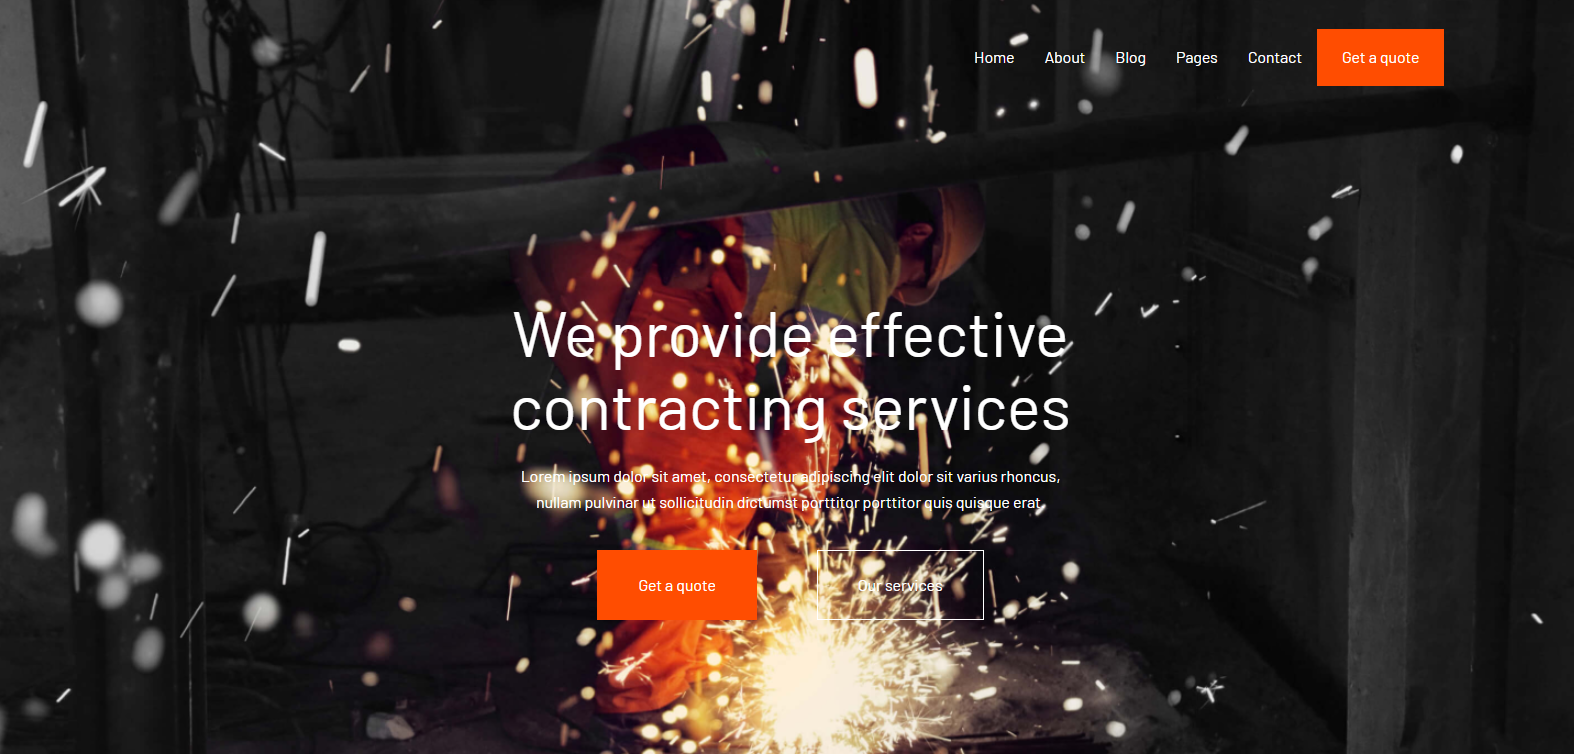 Home About Blog Pages Contact Get a quote
We provide effective
contracting services
Lorem ipsum dolor sit amet, consectetur adipiscing elit dolor sit varius rhoncus,
nullam pulvinar ut sollicitudin dictumst porttitor porttitor quis quisque erat.
Get a quote Our services